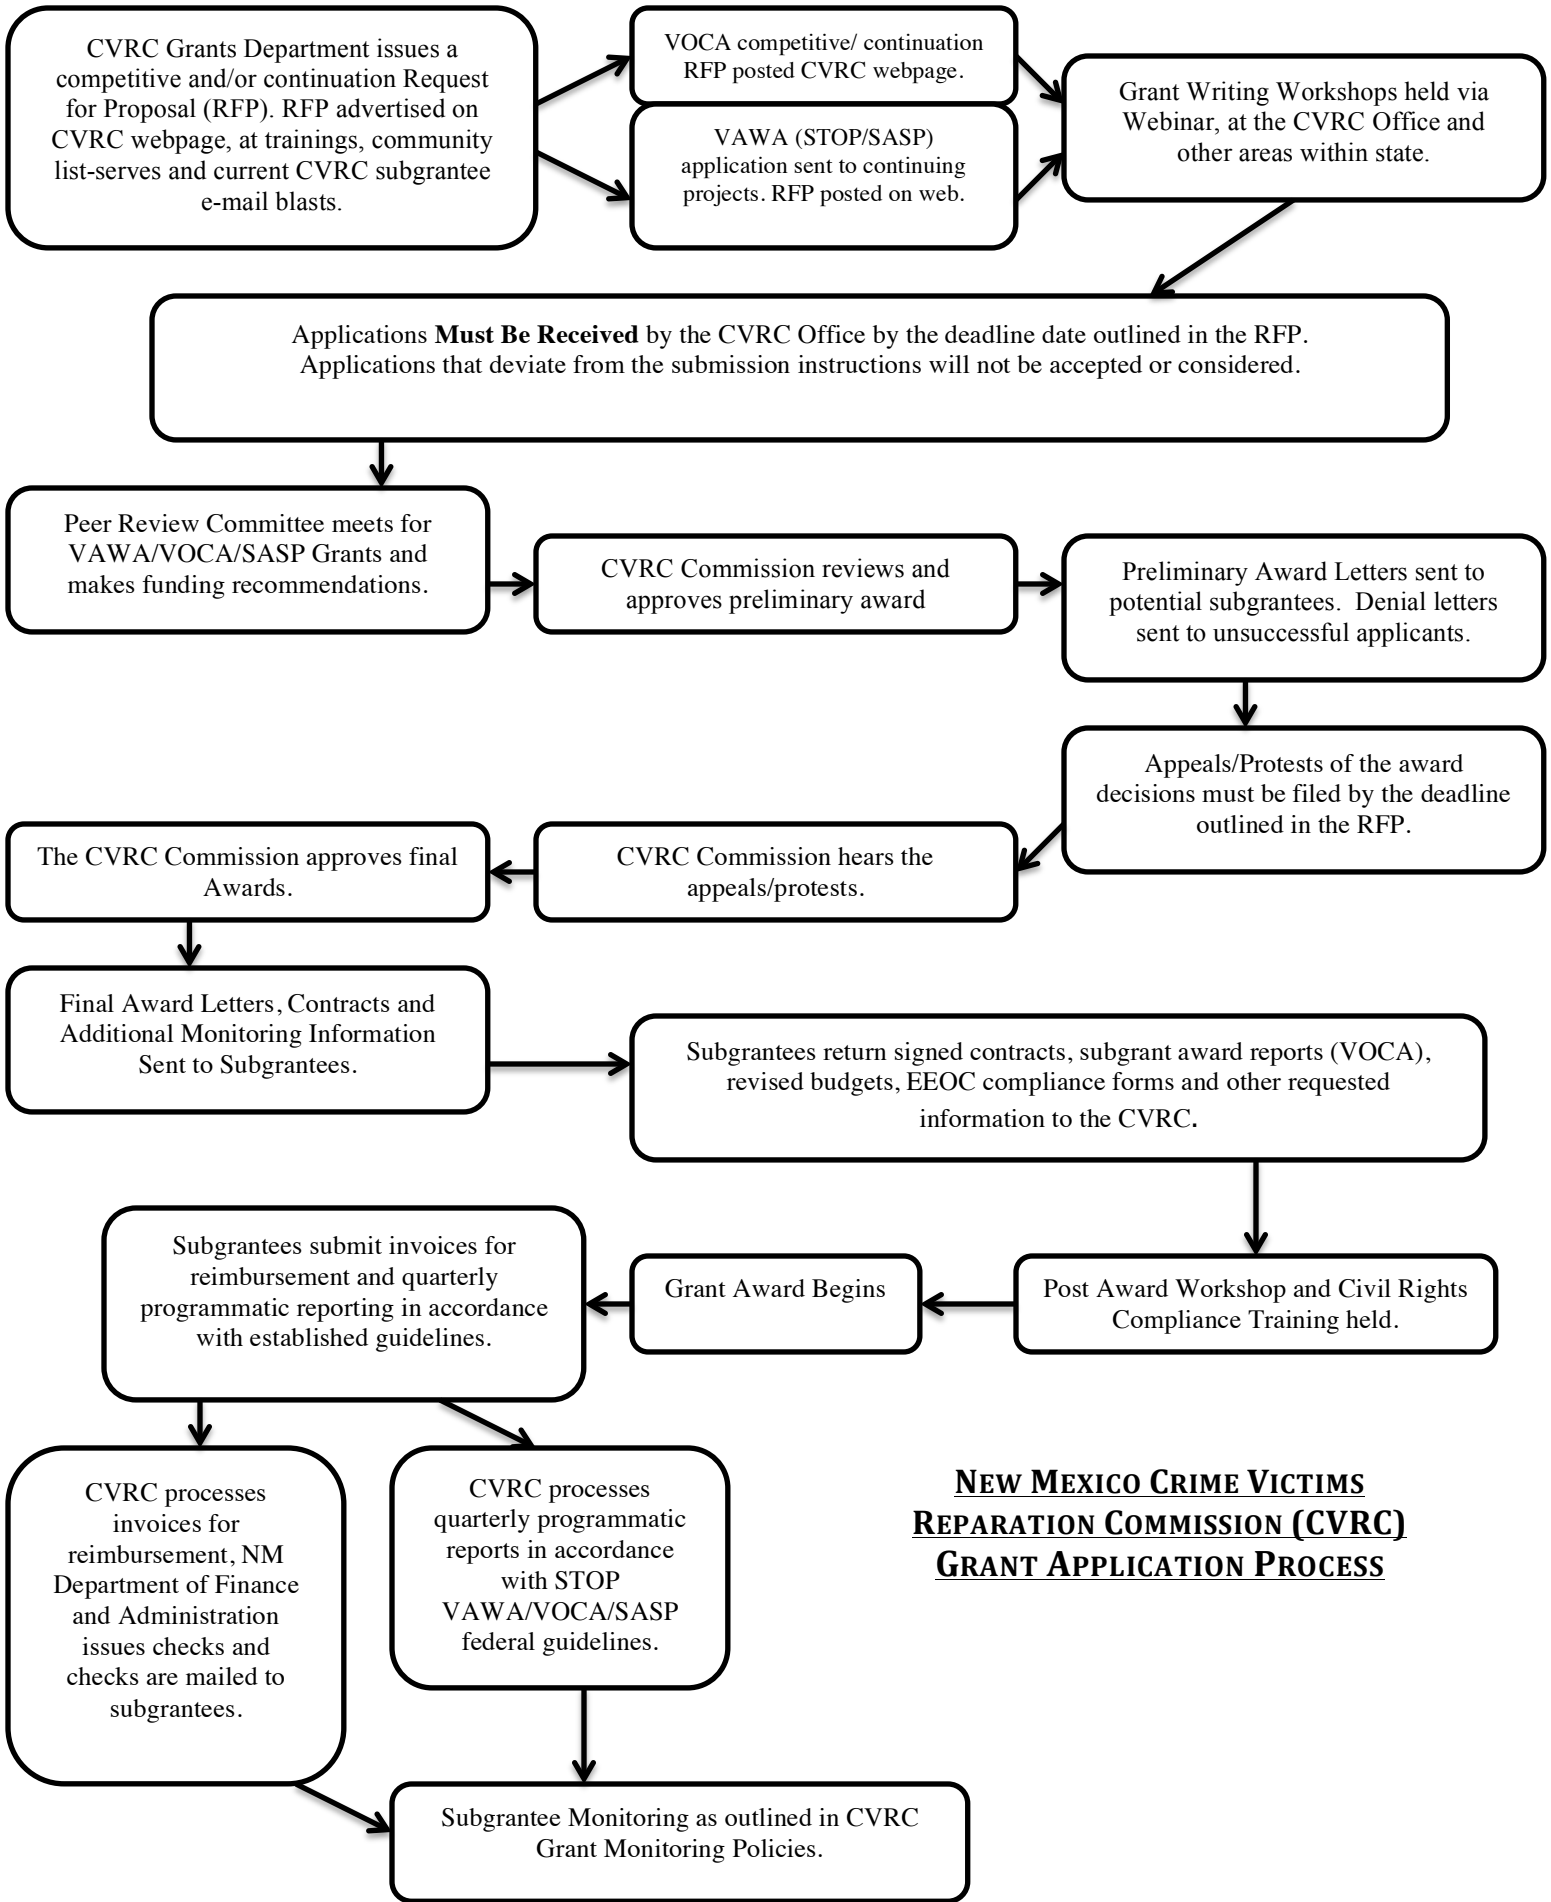 CVRC Grants Department issues a
competitive and/or continuation Request
for Proposal (RFP). RFP advertised on
CVRC webpage, at trainings, community
list-serves and current CVRC subgrantee
e-mail blasts.
VOCA competitive/ continuation
RFP posted CVRC webpage.
VAWA (STOP/SASP)
application sent to continuing
projects. RFP posted on web.
Grant Writing Workshops held via
Webinar, at the CVRC Office and
other areas within state.
Applications Must Be Received by the CVRC Office by the deadline date outlined in the RFP.
Applications that deviate from the submission instructions will not be accepted or considered.
Peer Review Committee meets for
VAWA/VOCA/SASP Grants and
makes funding recommendations.
CVRC Commission reviews and
approves preliminary award
Preliminary Award Letters sent to
potential subgrantees.  Denial letters
sent to unsuccessful applicants.
Appeals/Protests of the award
decisions must be filed by the deadline
outlined in the RFP.
CVRC Commission hears the
appeals/protests.
The CVRC Commission approves final
Awards.
Final Award Letters, Contracts and
Additional Monitoring Information
Sent to Subgrantees.
Subgrantees return signed contracts, subgrant award reports (VOCA),
revised budgets, EEOC compliance forms and other requested
information to the CVRC.
Post Award Workshop and Civil Rights
Compliance Training held.
Grant Award Begins
Subgrantees submit invoices for
reimbursement and quarterly
programmatic reporting in accordance
with established guidelines.
CVRC processes
invoices for
reimbursement, NM
Department of Finance
and Administration
issues checks and
checks are mailed to
subgrantees.
CVRC processes
quarterly programmatic
reports in accordance
with STOP
VAWA/VOCA/SASP
federal guidelines.
Subgrantee Monitoring as outlined in CVRC
Grant Monitoring Policies.
NEW MEXICO CRIME VICTIMS
REPARATION COMMISSION (CVRC)
GRANT APPLICATION PROCESS